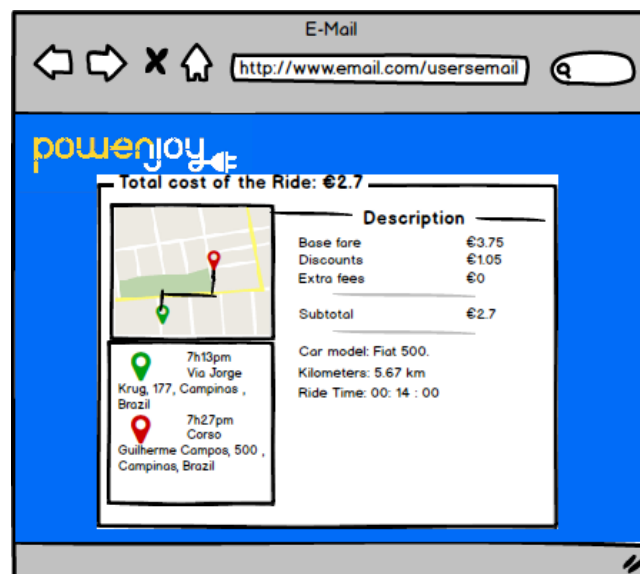 E-Mail
http://www.email.com/usersemail
powenjoy
Total cost of the Ride: €2.7
Description
Base fare €3.75
Discounts €1.05
Extra fees €0
Subtotal €2.7
Car model: Fiat 500.
Kilometers: 5.67 km
Ride Time: 00: 14 : 00
7h13pm
Via Jorge
Krug, 177, Campinas ,
Brazil
7h27pm
Corso
Guilherme Campos, 500 ,
Campinas, Brazil